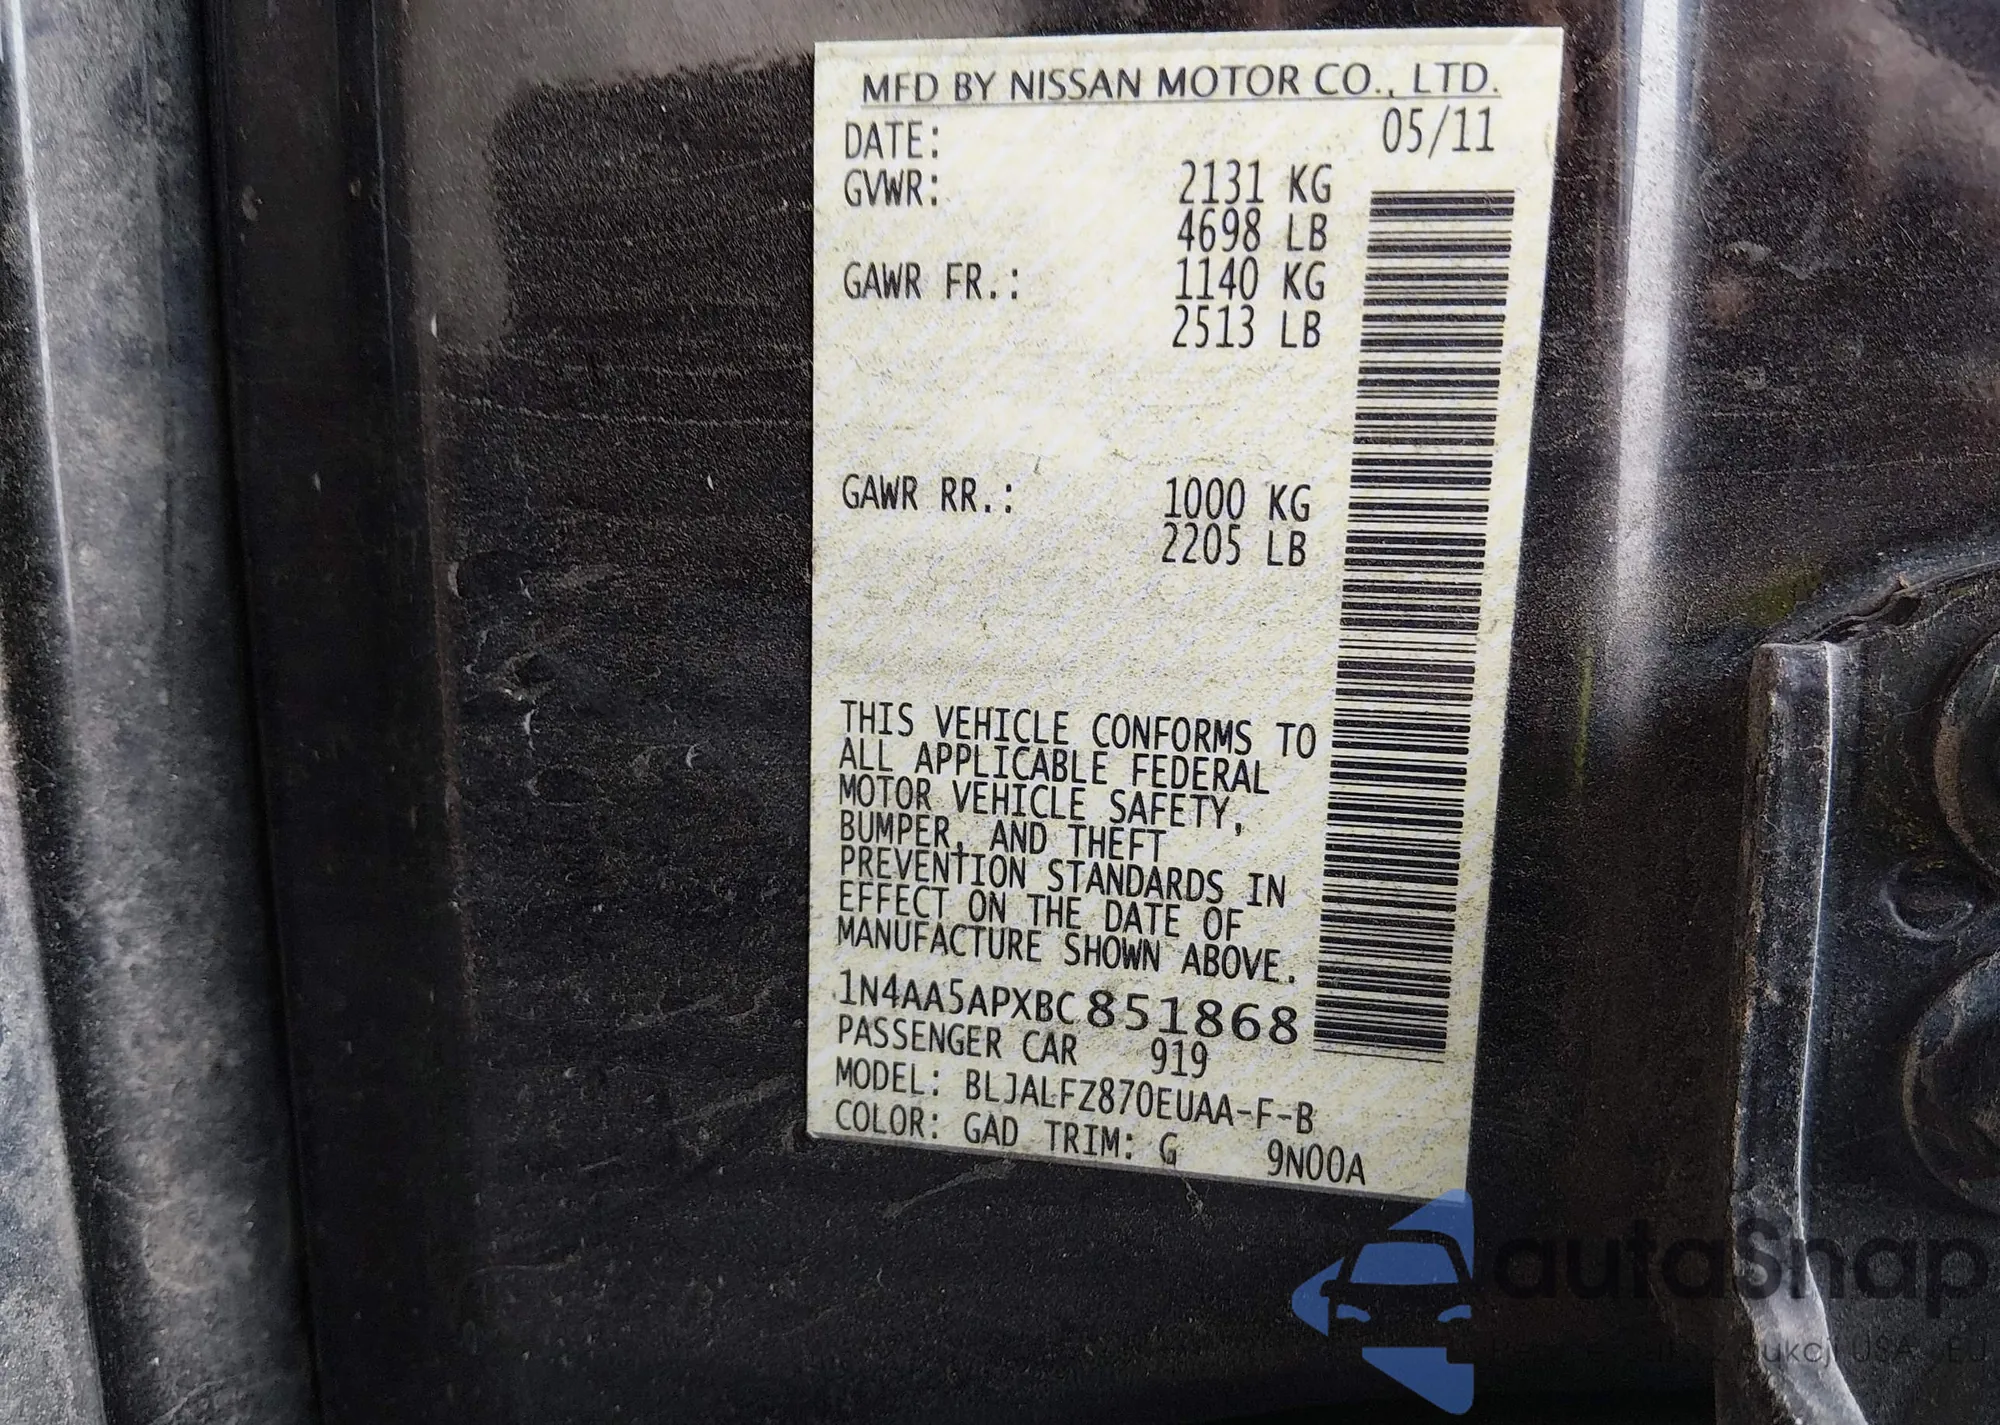 MFD BY NISSAN MOTOR CO., LTD.
DATE: 05/11
GVWR: 2131 KG
4698 LB
GAWR FR.: 1140 KG
2513 LB
GAWR RR.: 1000 KG
2205 LB
THIS VEHICLE CONFORMS TO
ALL APPLICABLE FEDERAL
MOTOR VEHICLE SAFETY,
BUMPER, AND THEFT
PREVENTION STANDARDS IN
EFFECT ON THE DATE OF
MANUFACTURE SHOWN ABOVE.
1N4AA5APXBC851868
PASSENGER CAR 919
MODEL: BLJALFZ870EUAA-F-B
COLOR: GAD TRIM: G 9N00A
autaSnap
USA
EU